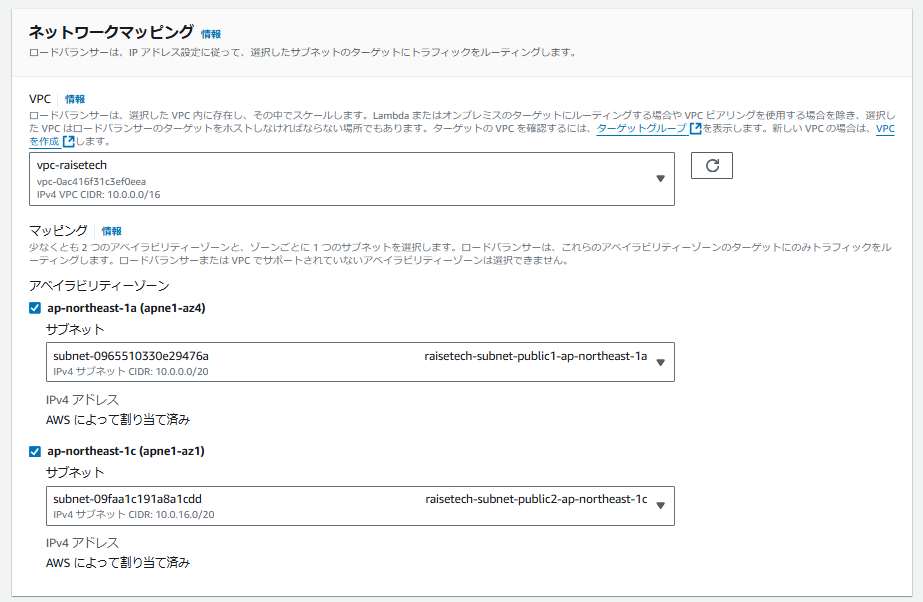 ネットワークマッピング 情報
ロードバランサーは、IP アドレス設定に従って、選択したサブネットのターゲットにトラフィックをルーティングします。
VPC 情報
ロードバランサーは、選択した VPC 内に存在し、その中でスケールします。Lambda またはオンプレミスのターゲットにルーティングする場合や VPC ピアリングを使用する場合を除き、選択し
た VPC はロードバランサーのターゲットをホストしなければならない場所でもあります。ターゲットの VPC を確認するには、ターゲットグループを表示します。新しい VPC の場合は、VPC
を作成します。
vpc-raisetech
vpc-0ac416f31c3ef0eea
IPv4 VPC CIDR: 10.0.0.0/16
マッピング 情報
少なくとも 2 つのアベイラビリティーゾーンと、ゾーンごとに 1 つのサブネットを選択します。ロードバランサーは、これらのアベイラビリティーゾーンのターゲットにのみトラフィックをル
ーティングします。ロードバランサーまたは VPC でサポートされていないアベイラビリティーゾーンは選択できません。
アベイラビリティーゾーン
ap-northeast-1a (apne1-az4)
サブネット
subnet-0965510330e29476a raisetech-subnet-public1-ap-northeast-1a
IPv4 サブネット CIDR: 10.0.0.0/20
IPv4 アドレス
AWS によって割り当て済み
ap-northeast-1c (apne1-az1)
サブネット
subnet-09faa1c191a8a1cdd raisetech-subnet-public2-ap-northeast-1c
IPv4 サブネット CIDR: 10.0.16.0/20
IPv4 アドレス
AWS によって割り当て済み